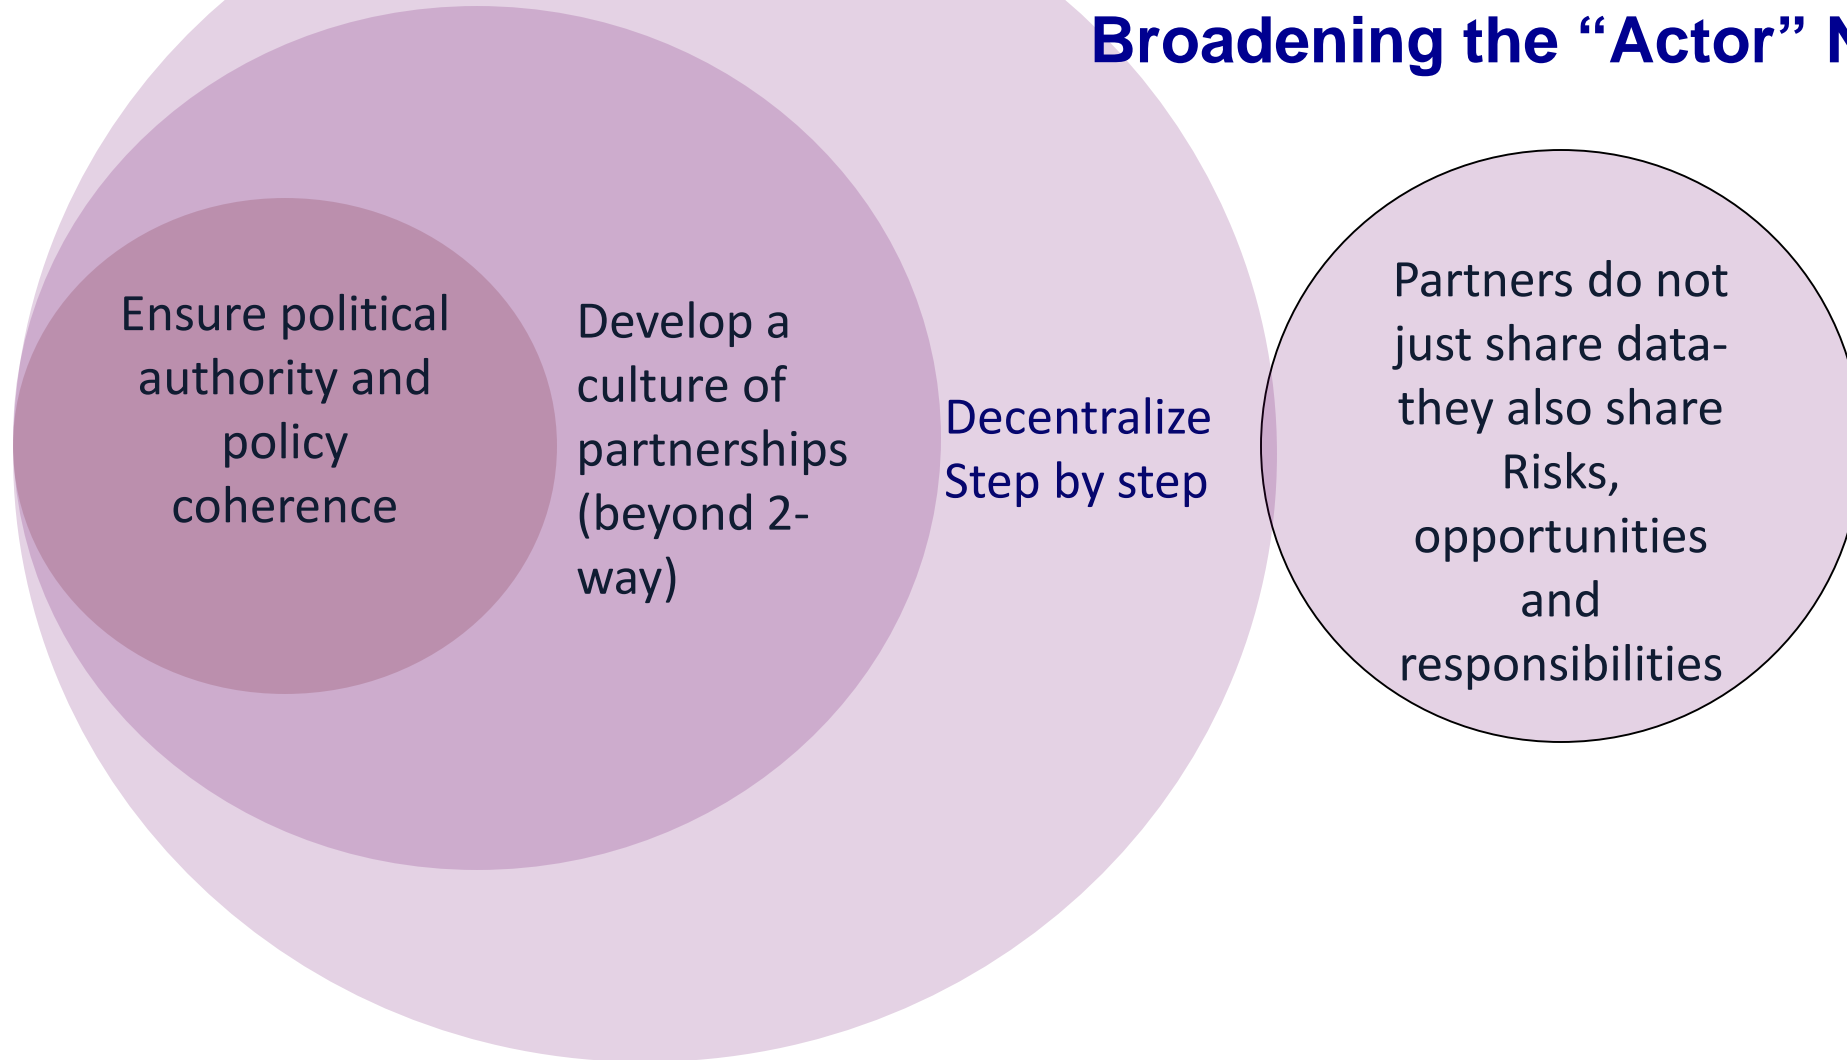 Broadening the “Actor”
Ensure political
authority and
policy
coherence
Develop a
culture of
partnerships
(beyond 2-
way)
Decentralize
Step by step
Partners do not
just share data-
they also share
Risks,
opportunities
and
responsibilities